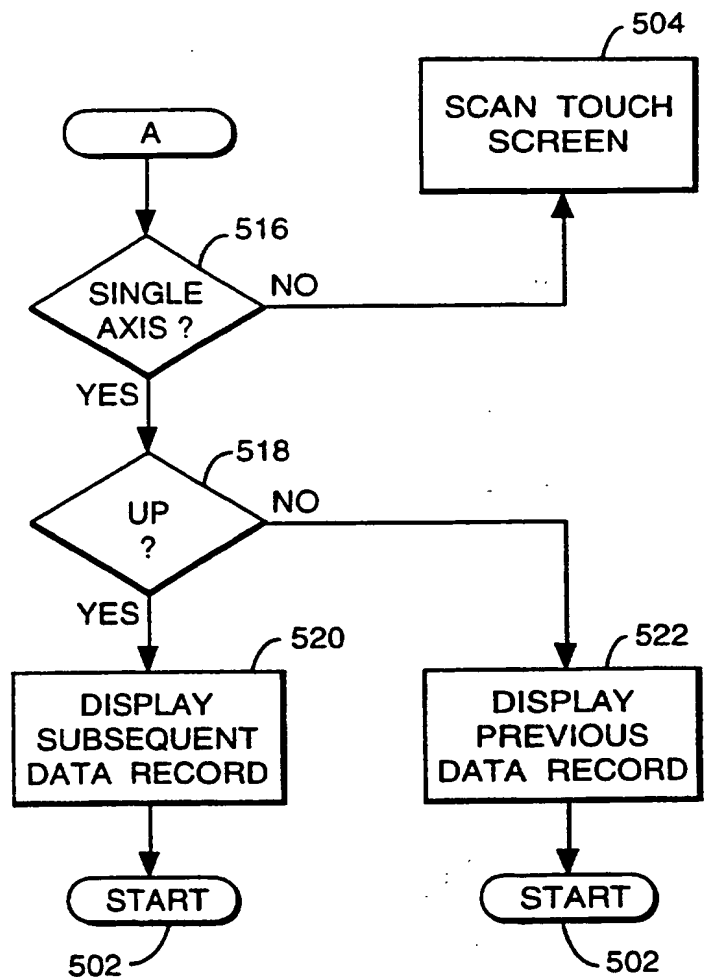 504
SCAN TOUCH
SCREEN
A
516
SINGLE
AXIS ?
NO
YES
518
UP
?
NO
YES
520
DISPLAY
SUBSEQUENT
DATA RECORD
522
DISPLAY
PREVIOUS
DATA RECORD
START
502
START
502